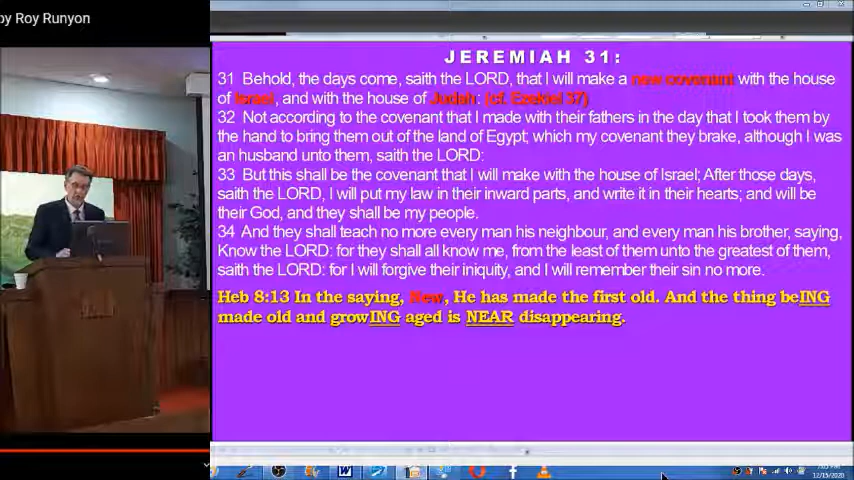 by Roy Runyon
JEREMIAH 31:
31 Behold, the days come, saith the LORD, that I will make a new covenant with the house
of Israel, and with the house of Judah: (cf. Ezekiel 37)
32 Not according to the covenant that I made with their fathers in the day that I took them by
the hand to bring them out of the land of Egypt; which my covenant they brake, although I was
an husband unto them, saith the LORD:
33 But this shall be the covenant that I will make with the house of Israel; After those days,
saith the LORD, I will put my law in their inward parts, and write it in their hearts; and will be
their God, and they shall be my people.
34 And they shall teach no more every man his neighbour, and every man his brother, saying,
Know the LORD: for they shall all know me, from the least of them unto the greatest of them,
saith the LORD: for I will forgive their iniquity, and I will remember their sin no more.
Heb 8:13 In the saying, New, He has made the first old. And the thing beING
made old and growING aged is NEAR disappearing.
12/15/2020